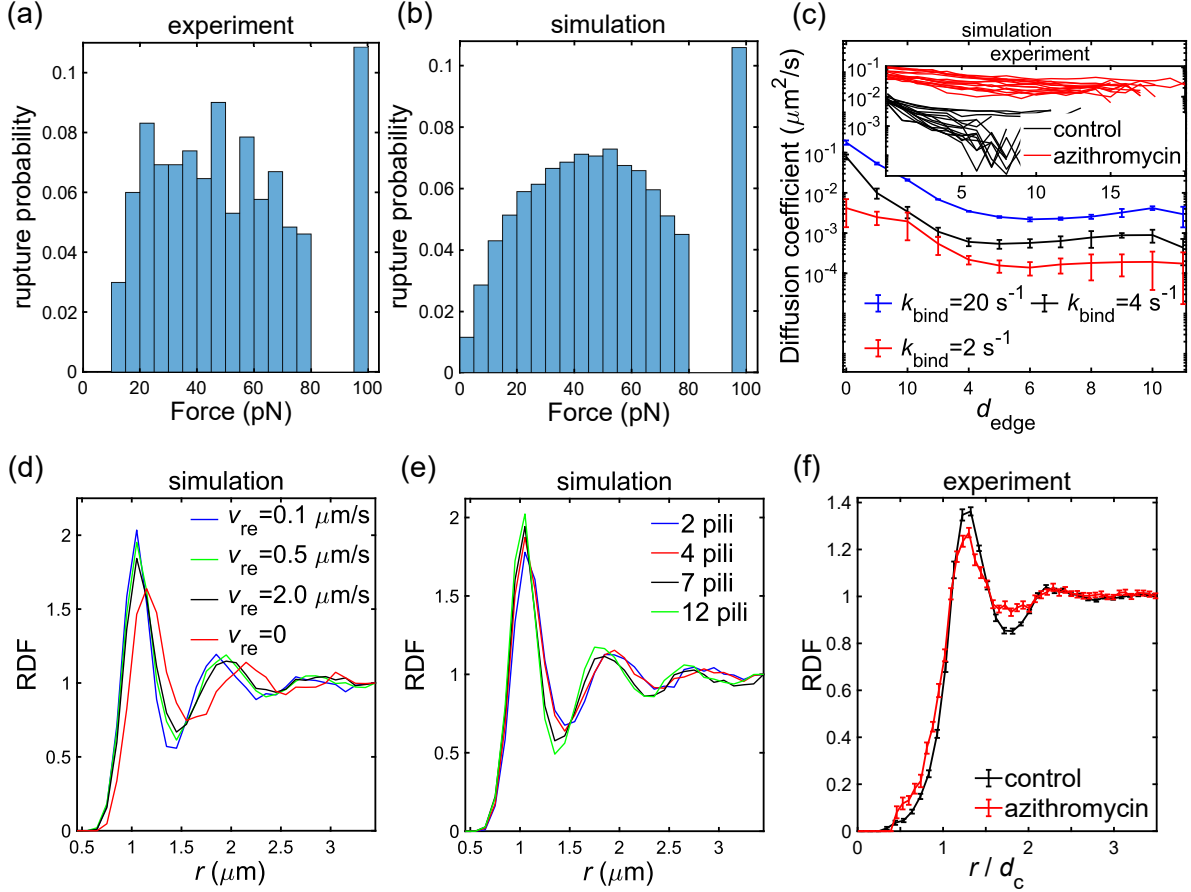 (a)
experiment
rupture probability
0.1
0.08
0.06
0.04
0.02
0
0 20 40 60 80 100
Force (pN)
(b)
simulation
rupture probability
0.1
0.08
0.06
0.04
0.02
0
0 20 40 60 80 100
Force (pN)
(c)
simulation
experiment
Diffusion coefficient (μm²/s)
10⁻¹
10⁻²
10⁻³
10⁻¹
10⁻²
10⁻³
10⁻⁴
control
azithromycin
5 10 15
k_bind=20 s⁻¹
k_bind=4 s⁻¹
k_bind=2 s⁻¹
0 10 4 6 8 10
d_edge
(d)
simulation
RDF
2
1.5
1
0.5
0
v_re=0.1 μm/s
v_re=0.5 μm/s
v_re=2.0 μm/s
v_re=0
0.5 1 1.5 2 2.5 3
r (μm)
(e)
simulation
RDF
2
1.5
1
0.5
0
2 pili
4 pili
7 pili
12 pili
0.5 1 1.5 2 2.5 3
r (μm)
(f)
experiment
RDF
1.4
1.2
1
0.8
0.6
0.4
0.2
0
control
azithromycin
0 1 2 3
r / d_c